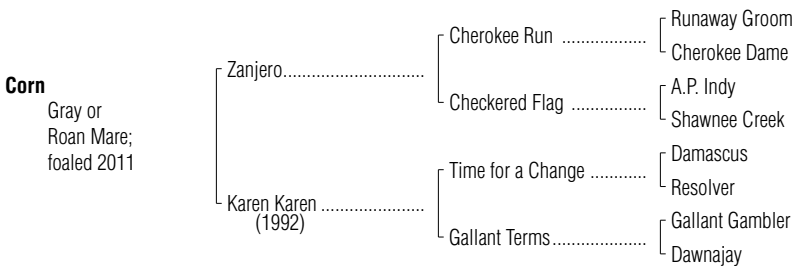 Corn
Gray or
Roan Mare;
foaled 2011
Zanjero..............................
Karen Karen ......................
(1992)
Cherokee Run ..................
Checkered Flag ................
Time for a Change ............
Gallant Terms....................
Runaway Groom
Cherokee Dame
A.P. Indy
Shawnee Creek
Damascus
Resolver
Gallant Gambler
Dawnajay